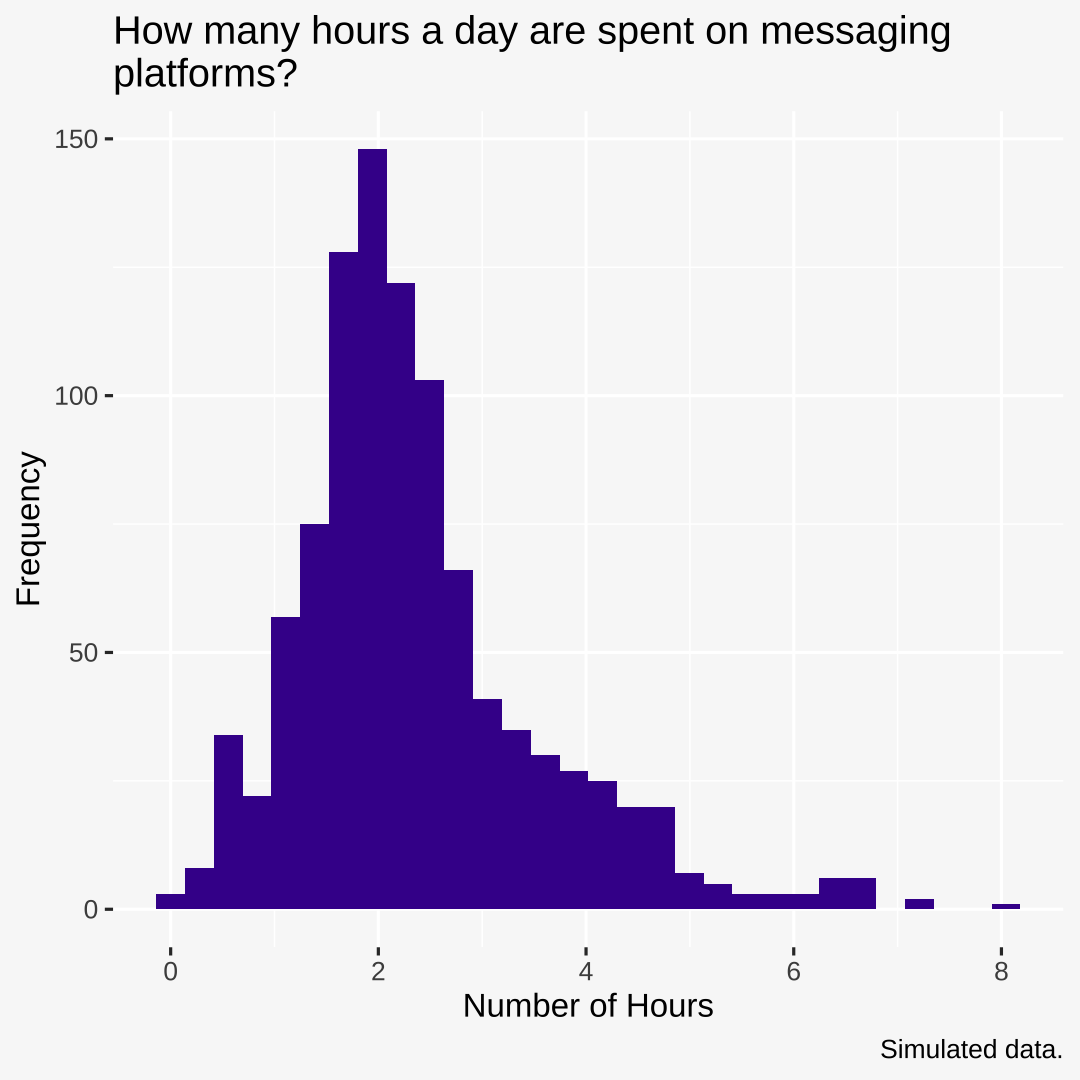 How many hours a day are spent on messaging
platforms?
150
100
50
0
Frequency
0 2 4 6 8
Number of Hours
Simulated data.